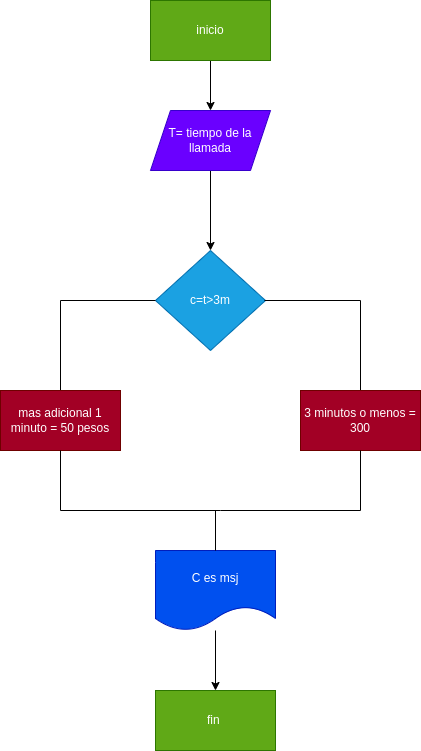 inicio
T= tiempo de la
llamada
c=t>3m
mas adicional 1
minuto = 50 pesos
3 minutos o menos =
300
C es msj
fin